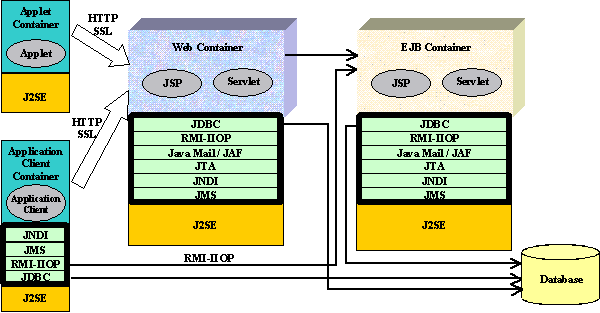 Applet
Container
Applet
J2SE
HTTP
SSL
Application
Client
Container
Application
Client
JNDI
JMS
RMI-IIOP
JDBC
J2SE
HTTP
SSL
Web Container
JSP
Servlet
JDBC
RMI-IIOP
Java Mail / JAF
JTA
JNDI
JMS
J2SE
EJB Container
JSP
Servlet
JDBC
RMI-IIOP
Java Mail / JAF
JTA
JNDI
JMS
J2SE
RMI-IIOP
Database